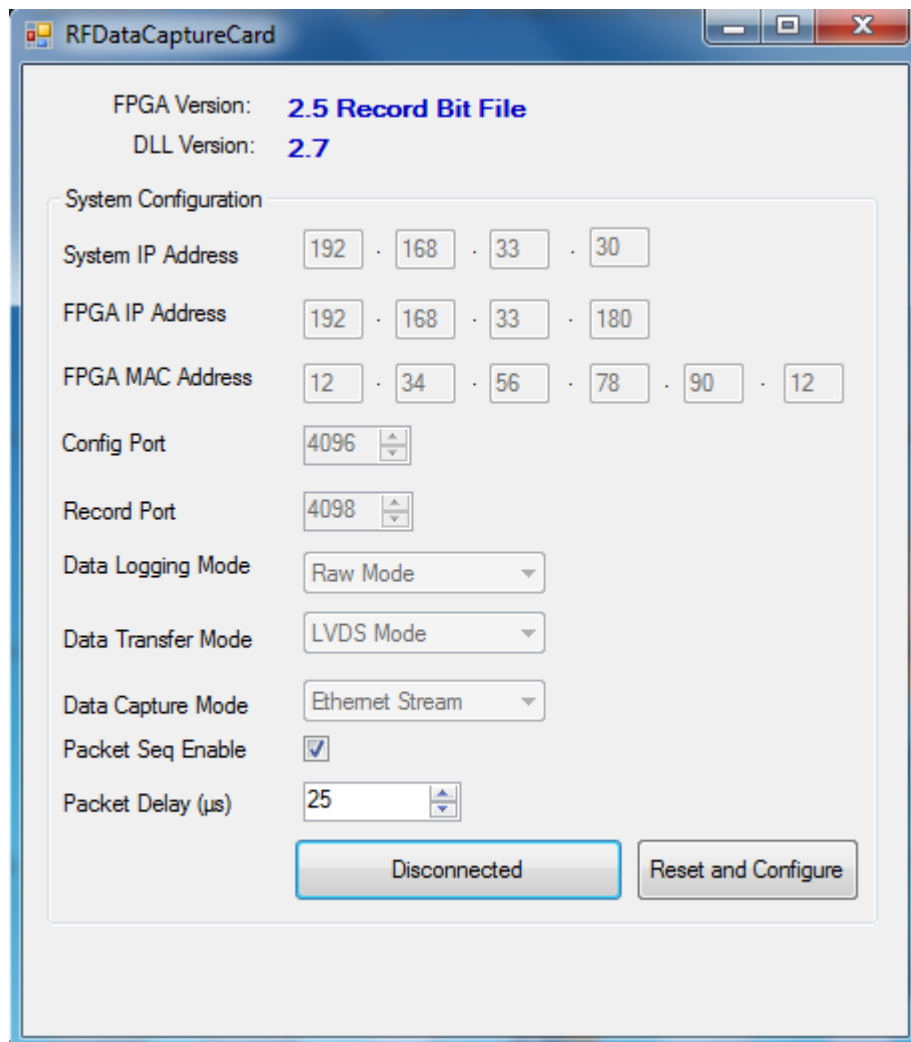 RFDataCaptureCard
FPGA Version: 2.5 Record Bit File
DLL Version: 2.7
System Configuration
System IP Address 192 . 168 . 33 . 30
FPGA IP Address 192 . 168 . 33 . 180
FPGA MAC Address 12 . 34 . 56 . 78 . 90 . 12
Config Port 4096
Record Port 4098
Data Logging Mode Raw Mode
Data Transfer Mode LVDS Mode
Data Capture Mode Ethernet Stream
Packet Seq Enable
Packet Delay (µs) 25
Disconnected Reset and Configure